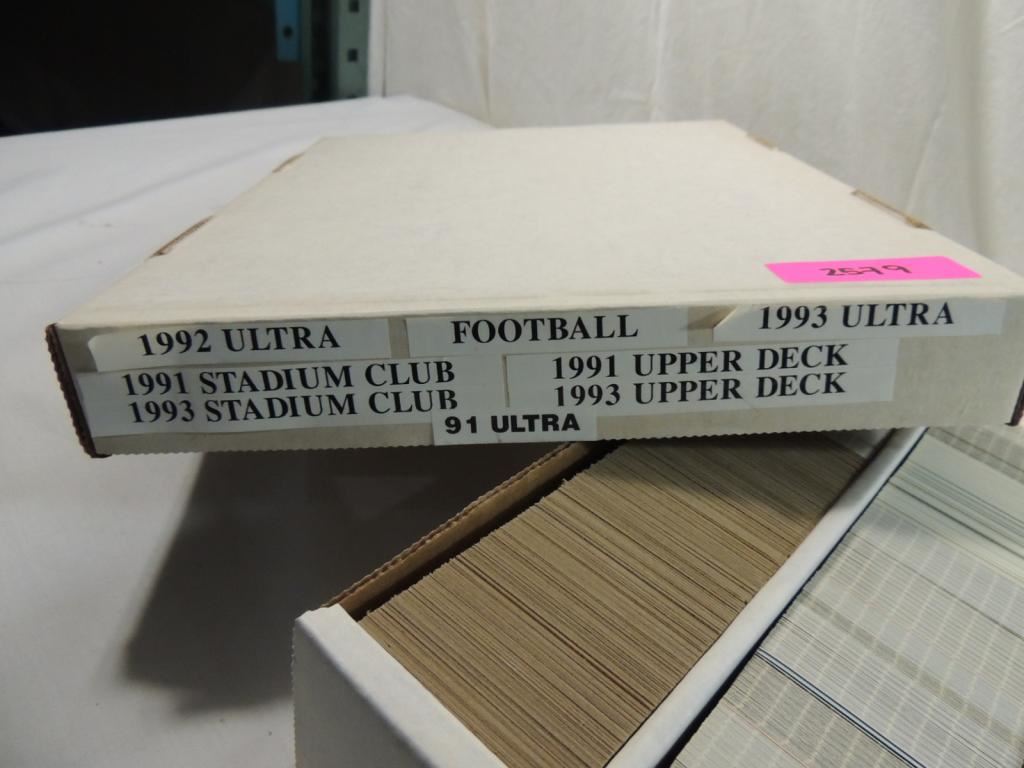 2579
1992 ULTRA
FOOTBALL
1993 ULTRA
1991 STADIUM CLUB
1993 STADIUM CLUB
1991 UPPER DECK
1993 UPPER DECK
91 ULTRA